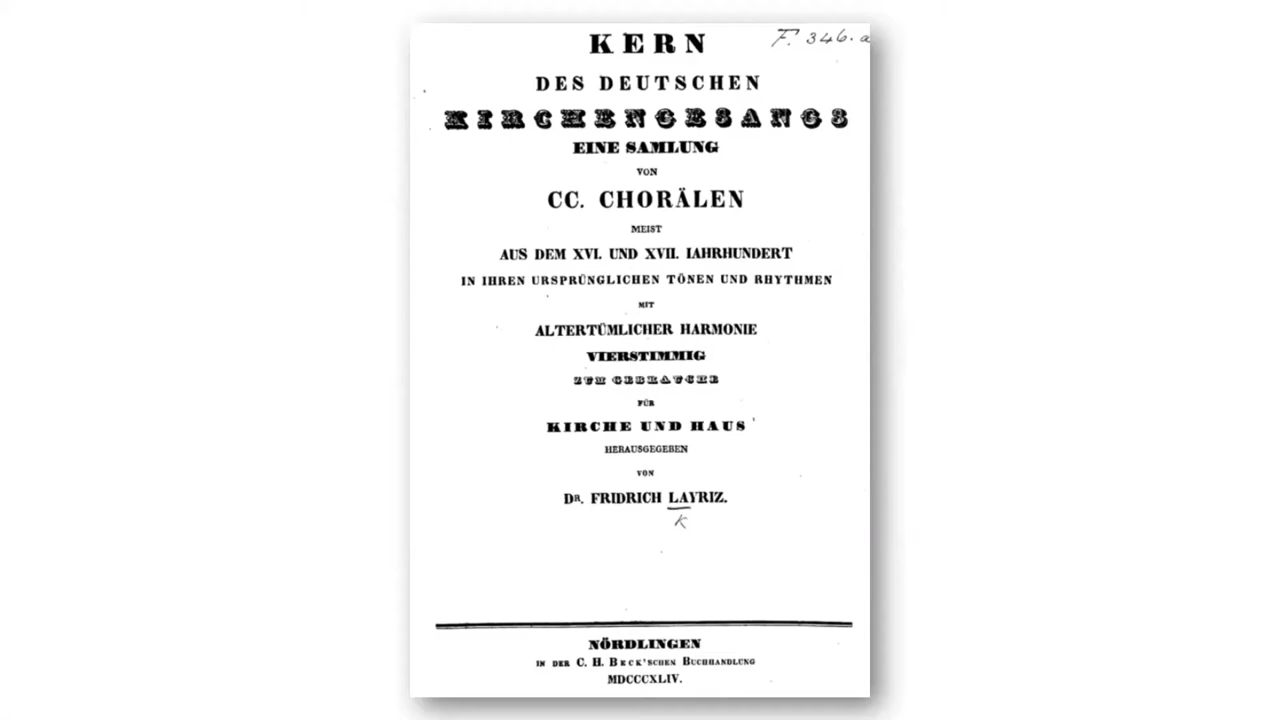 KERN
F. 346.a
DES DEUTSCHEN
KIRCHENGESANGS
EINE SAMLUNG
VON
CC. CHORÄLEN
MEIST
AUS DEM XVI. UND XVII. IAHRHUNDERT
IN IHREN URSPRÜNGLICHEN TÖNEN UND RHYTHMEN
MIT
ALTERTÜMLICHER HARMONIE
VIERSTIMMIG
ZUM GEBRAUCHE
FÜR
KIRCHE UND HAUS
HERAUSGEGEBEN
VON
DR. FRIDRICH LAYRIZ.
K
NÖRDLINGEN
IN DER C. H. BECK'SCHEN BUCHHANDLUNG
MDCCCXLIV.